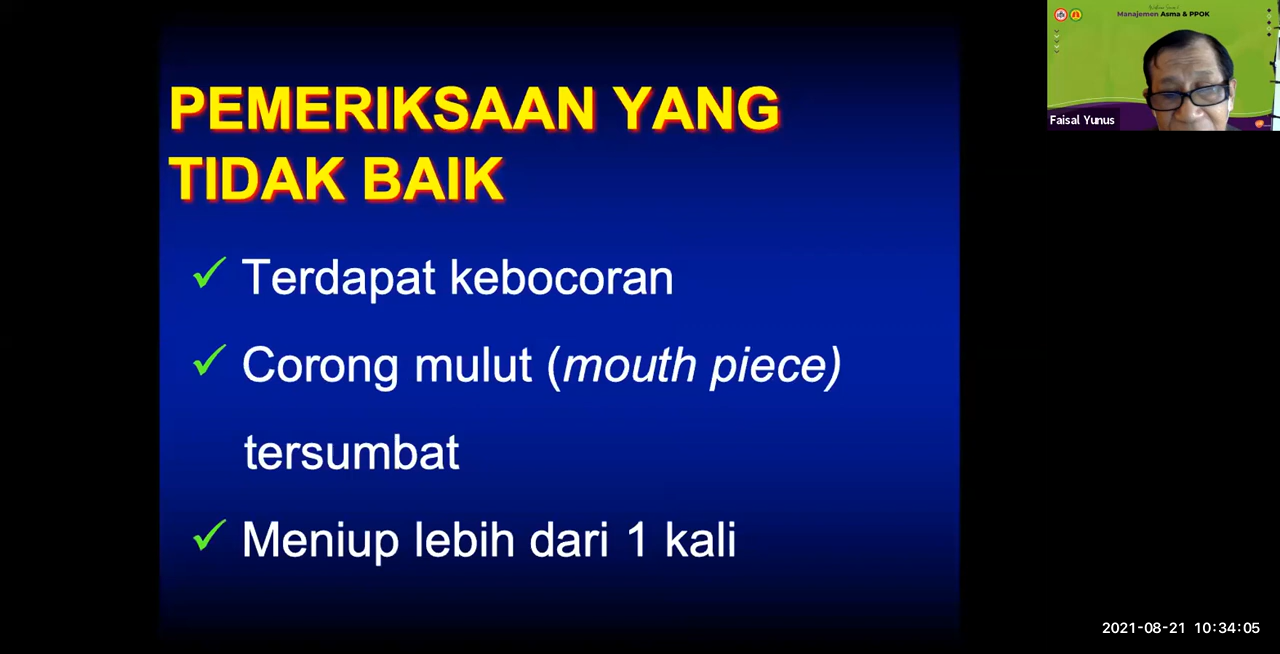 PEMERIKSAAN YANG
TIDAK BAIK
Terdapat kebocoran
Corong mulut (mouth piece)
tersumbat
Meniup lebih dari 1 kali
Manajemen Asma & PPOK
Faisal Yunus
2021-08-21 10:34:05